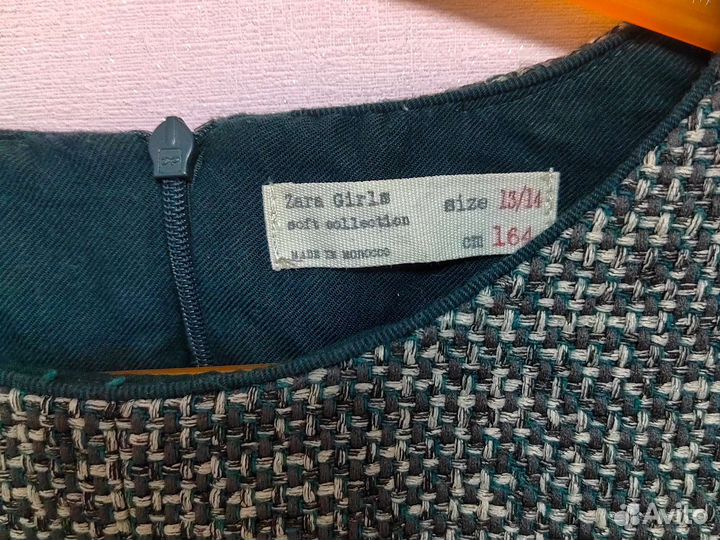 Zara Girls size 13/14
soft collection
cm 164
MADE IN MOROCCO
Avito